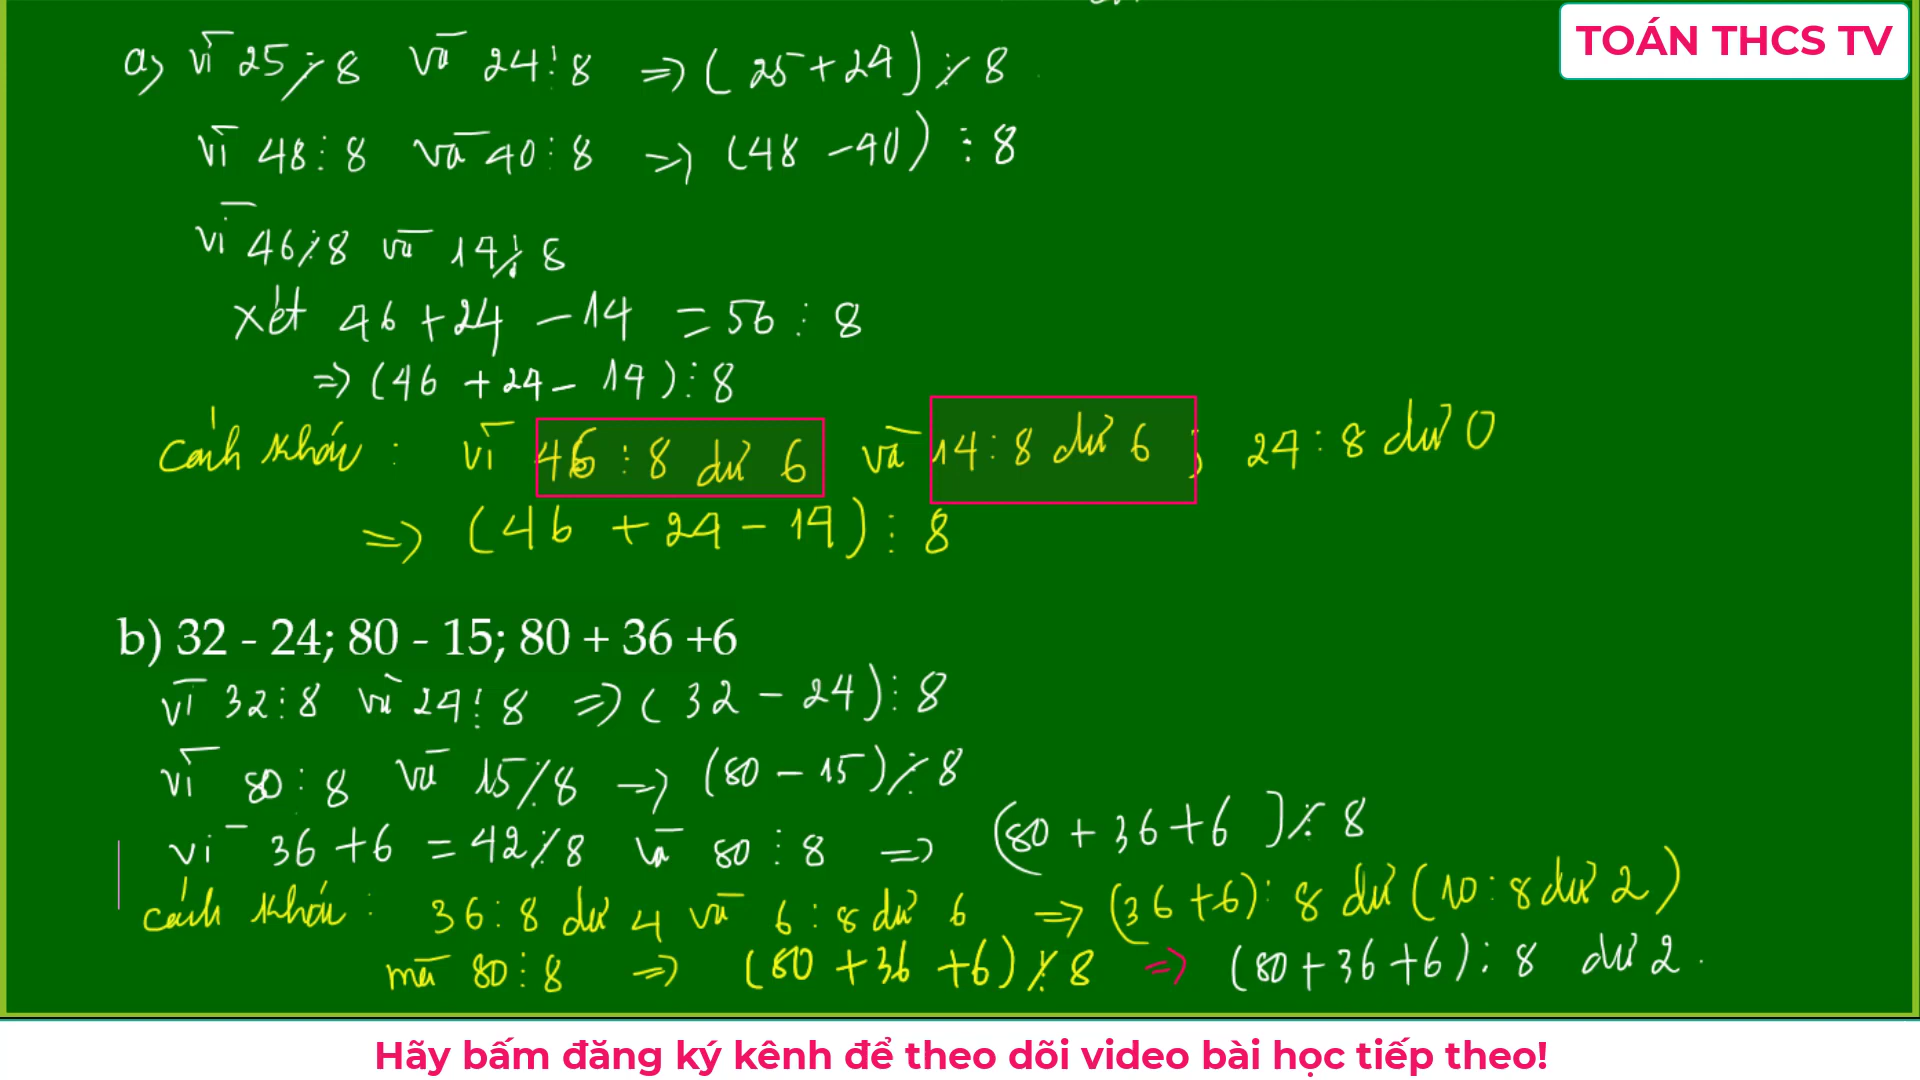 TOÁN THCS TV
a) vì 25 ⋮̸ 8 và 24 ⋮ 8 => (25 + 24) ⋮̸ 8
vì 48 ⋮ 8 và 40 ⋮ 8 => (48 - 40) ⋮ 8
vì 46 ⋮̸ 8 và 14 ⋮̸ 8
xét 46 + 24 - 14 = 56 ⋮ 8
=> (46 + 24 - 14) ⋮ 8
cách khác : vì 46 : 8 dư 6 và 14 : 8 dư 6 ; 24 : 8 dư 0
=> (46 + 24 - 14) ⋮ 8
b) 32 - 24; 80 - 15; 80 + 36 +6
vì 32 ⋮ 8 và 24 ⋮ 8 => (32 - 24) ⋮ 8
vì 80 ⋮ 8 và 15 ⋮̸ 8 => (80 - 15) ⋮̸ 8
vì 36 + 6 = 42 ⋮̸ 8 và 80 ⋮ 8 => (80 + 36 + 6) ⋮̸ 8
cách khác : 36 : 8 dư 4 và 6 : 8 dư 6 => (36 + 6) : 8 dư (10 : 8 dư 2)
mà 80 ⋮ 8 => (80 + 36 + 6) ⋮̸ 8 => (80 + 36 + 6) : 8 dư 2 .
Hãy bấm đăng ký kênh để theo dõi video bài học tiếp theo!